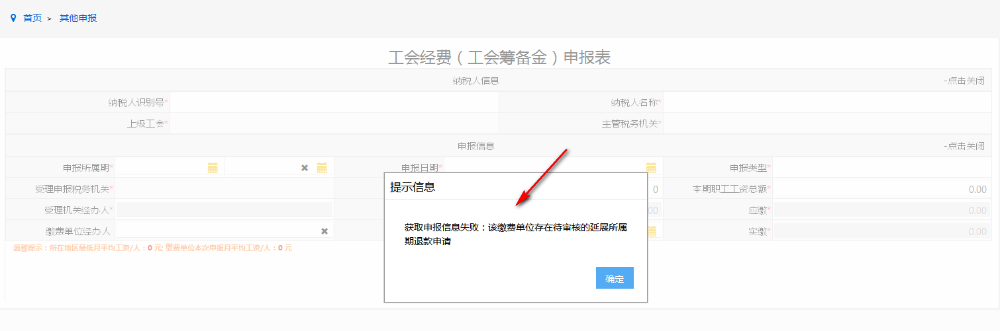 首页 > 其他申报
工会经费（工会筹备金）申报表
纳税人信息 -点击关闭
纳税人识别号* 纳税人名称*
上级工会* 主管税务机关*
申报信息 -点击关闭
申报所属期* 申报日期* 申报类型*
受理申报税务机关* 0 本期职工工资总额* 0.00
受理机关经办人* 00 应缴* 0.00
缴费单位经办人 实缴* 0.00
温馨提示：所在地区最低月平均工资/人：0 元; 缴费单位本次申报月平均工资/人：0 元
提示信息
获取申报信息失败：该缴费单位存在待审核的延展所属
期退款申请
确定